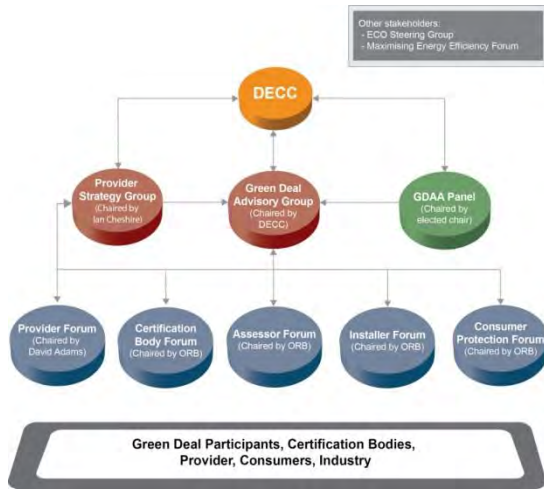 Other stakeholders:
- ECO Steering Group
- Maximising Energy Efficiency Forum
DECC
Provider
Strategy Group
(Chaired by
Ian Cheshire)
Green Deal
Advisory Group
(Chaired by
DECC)
GDAA Panel
(Chaired by
elected chair)
Provider Forum
(Chaired by
David Adams)
Certification
Body Forum
(Chaired by ORB)
Assessor Forum
(Chaired by ORB)
Installer Forum
(Chaired by ORB)
Consumer
Protection Forum
(Chaired by ORB)
Green Deal Participants, Certification Bodies,
Provider, Consumers, Industry